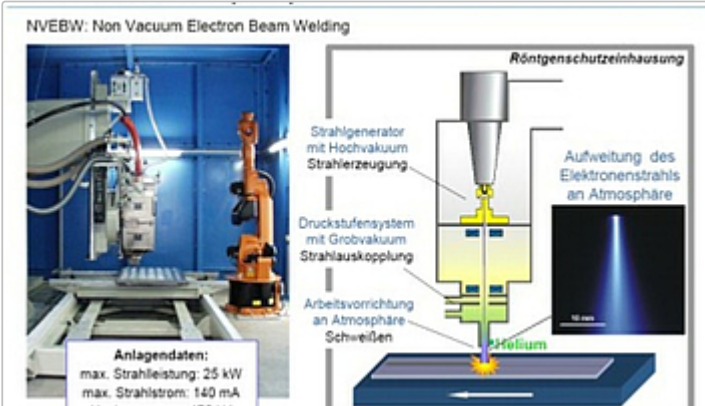 NVEBW: Non Vacuum Electron Beam Welding
Röntgenschutzeinhausung
Strahlgenerator
mit Hochvakuum
Strahlerzeugung
Aufweitung des
Elektronenstrahls
an Atmosphäre
Druckstufensystem
mit Grobvakuum
Strahlauskopplung
10 mm
Arbeitsvorrichtung
an Atmosphäre
Schweißen
Helium
Anlagendaten:
max. Strahlleistung: 25 kW
max. Strahlstrom: 140 mA